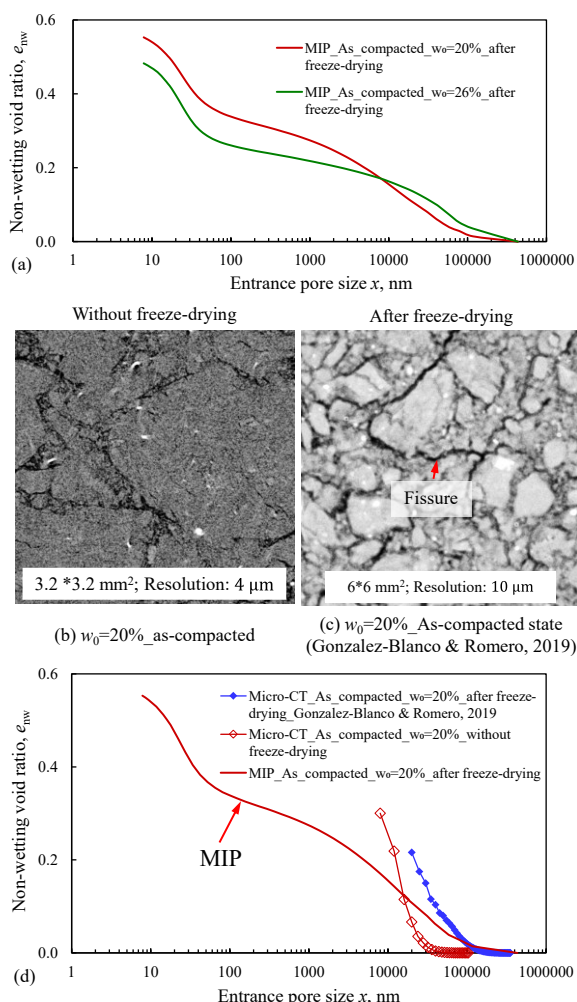 0.6
0.4
0.2
0.0
Non-wetting void ratio, eₙw
MIP_As_compacted_w₀=20%_after
freeze-drying
MIP_As_compacted_w₀=26%_after
freeze-drying
1 10 100 1000 10000 100000 1000000
(a)
Entrance pore size x, nm
Without freeze-drying
After freeze-drying
Fissure
3.2 *3.2 mm²; Resolution: 4 μm
6*6 mm²; Resolution: 10 μm
(b) w₀=20%_as-compacted
(c) w₀=20%_As-compacted state
(Gonzalez-Blanco & Romero, 2019)
0.6
0.4
0.2
0.0
Non-wetting void ratio, eₙw
Micro-CT_As_compacted_w₀=20%_after freeze-
drying_Gonzalez-Blanco & Romero, 2019
Micro-CT_As_compacted_w₀=20%_without
freeze-drying
MIP_As_compacted_w₀=20%_after freeze-drying
MIP
1 10 100 1000 10000 100000 1000000
(d)
Entrance pore size x, nm